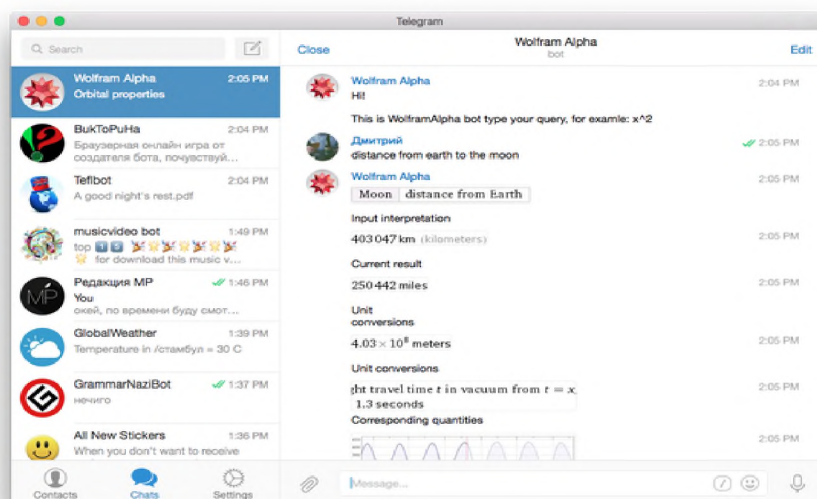 Telegram
Search
Wolfram Alpha 2:05 PM
Orbital properties
BukToPuHa 2:04 PM
Браузерная онлайн игра от
создателя бота, почувствуй...
Teflbot 2:04 PM
A good night's rest.pdf
musicvideo bot 1:49 PM
top 1 5
for download this music v...
Редакция МР 1:46 PM
You
окей, по времени буду смот...
GlobalWeather 1:39 PM
Temperature in /стамбул = 30 C
GrammarNaziBot 1:37 PM
нечиго
All New Stickers 1:36 PM
When you don't want to receive
Contacts Chats Settings
Close Wolfram Alpha Edit
bot
Wolfram Alpha 2:04 PM
Hi!
This is WolframAlpha bot type your query, for examle: x^2
Дмитрий 2:05 PM
distance from earth to the moon
Wolfram Alpha 2:05 PM
Moon distance from Earth
Input interpretation
403 047 km (kilometers) 2:05 PM
Current result
250 442 miles 2:05 PM
Unit
conversions
4.03 × 10⁸ meters 2:05 PM
Unit conversions
ght travel time t in vacuum from t = x 2:05 PM
1.3 seconds
Corresponding quantities
2:05 PM
Message...